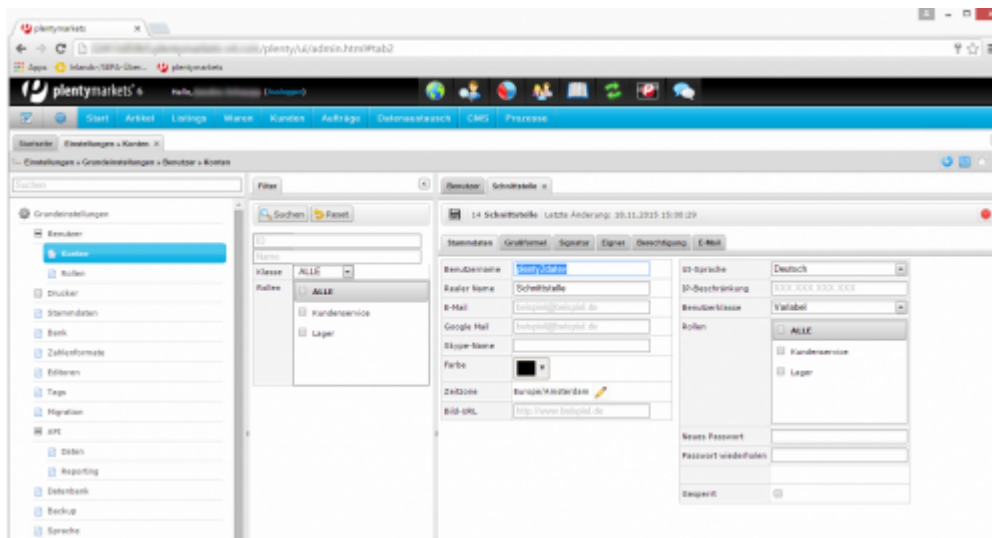 plentymarkets
/plenty/ui/admin.html#tab2
Apps
plentymarkets
plentymarkets 6
Hallo,
(Ausloggen)
Start Artikel Listings Waren Kunden Aufträge Datenaustausch CMS Prozesse
Startseite Einstellungen » Konten
Einstellungen » Grundeinstellungen » Benutzer » Konten
Suchen
Grundeinstellungen
Benutzer
Konten
Rollen
Drucker
Stammdaten
Bank
Zahlenformate
Editoren
Tags
Migration
API
Daten
Reporting
Datenbank
Backup
Sprache
Filter
Suchen Reset
ID
Name
Klasse ALLE
Rollen
ALLE
Kundenservice
Lager
Benutzer Schnittstelle
14 Schnittstelle Letzte Änderung: 10.11.2015 15:00:29
Stammdaten Grußformel Signatur Eignet Berechtigung E-Mail
Benutzername
Realer Name Schnittstelle
E-Mail beispiel@beispiel.de
Google Mail beispiel@beispiel.de
Skype-Name
Farbe
Zeitzone Europe/Amsterdam
Bild-URL http://www.beispiel.de
UI-Sprache Deutsch
IP-Beschränkung XXX.XXX.XXX.XXX
Benutzerklasse Variabel
Rollen
ALLE
Kundenservice
Lager
Neues Passwort
Passwort wiederholen
Gesperrt